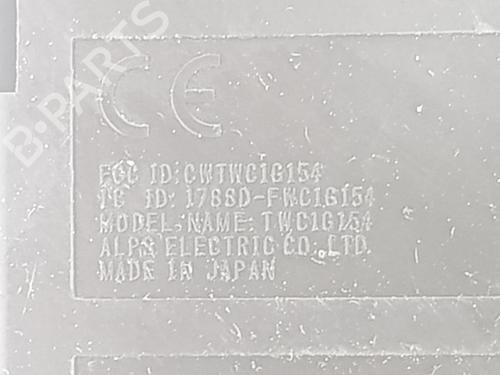 B-PARTS
CE
FCC ID:CWTWC1G154
IC ID: 1788D-FWC1G154
MODEL NAME: TWC1G154
ALPS ELECTRIC CO., LTD.
MADE IN JAPAN